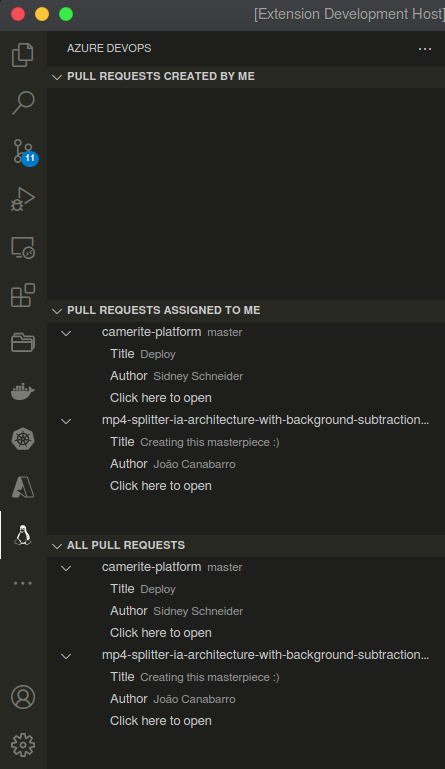 [Extension Development Host]
AZURE DEVOPS
PULL REQUESTS CREATED BY ME
11
PULL REQUESTS ASSIGNED TO ME
camerite-platform master
Title Deploy
Author Sidney Schneider
Click here to open
mp4-splitter-ia-architecture-with-background-subtraction...
Title Creating this masterpiece :)
Author João Canabarro
Click here to open
ALL PULL REQUESTS
camerite-platform master
Title Deploy
Author Sidney Schneider
Click here to open
mp4-splitter-ia-architecture-with-background-subtraction...
Title Creating this masterpiece :)
Author João Canabarro
Click here to open